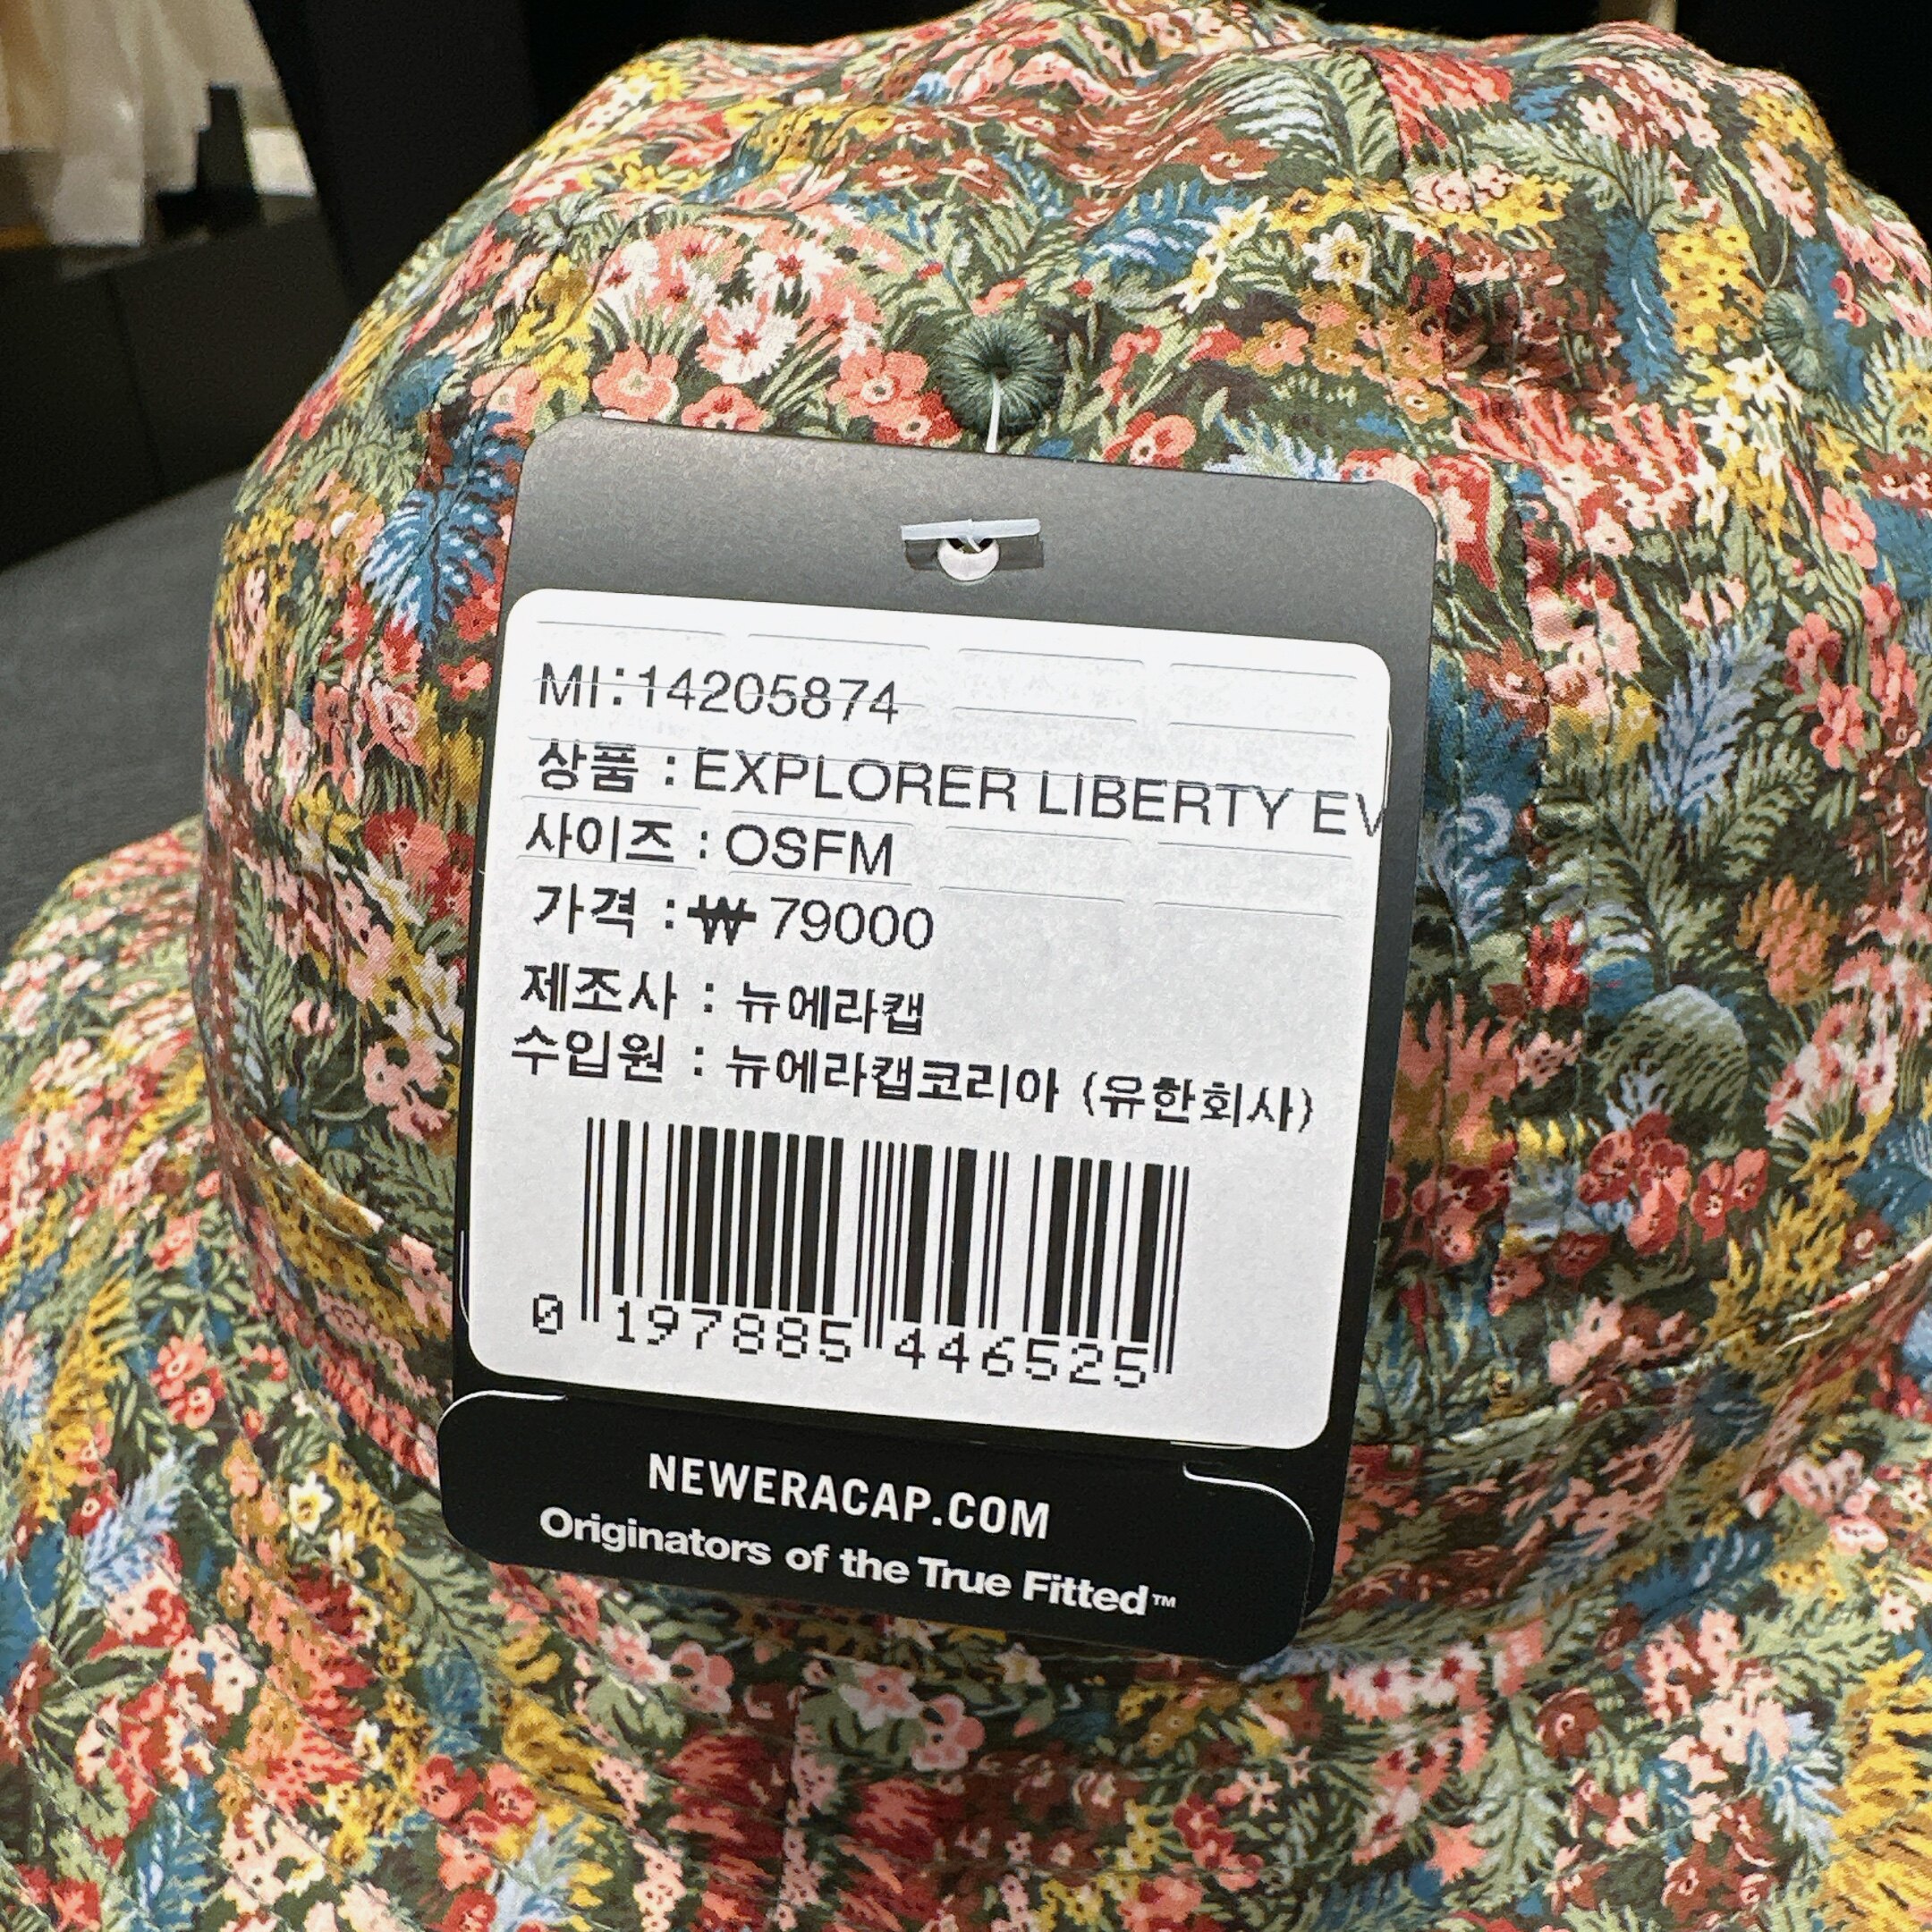 MI:14205874
상품 : EXPLORER LIBERTY EV
사이즈 : OSFM
가격 : ₩ 79000
제조사 : 뉴에라캡
수입원 : 뉴에라캡코리아 (유한회사)
0 197885 446525
NEWERACAP.COM
Originators of the True Fitted™